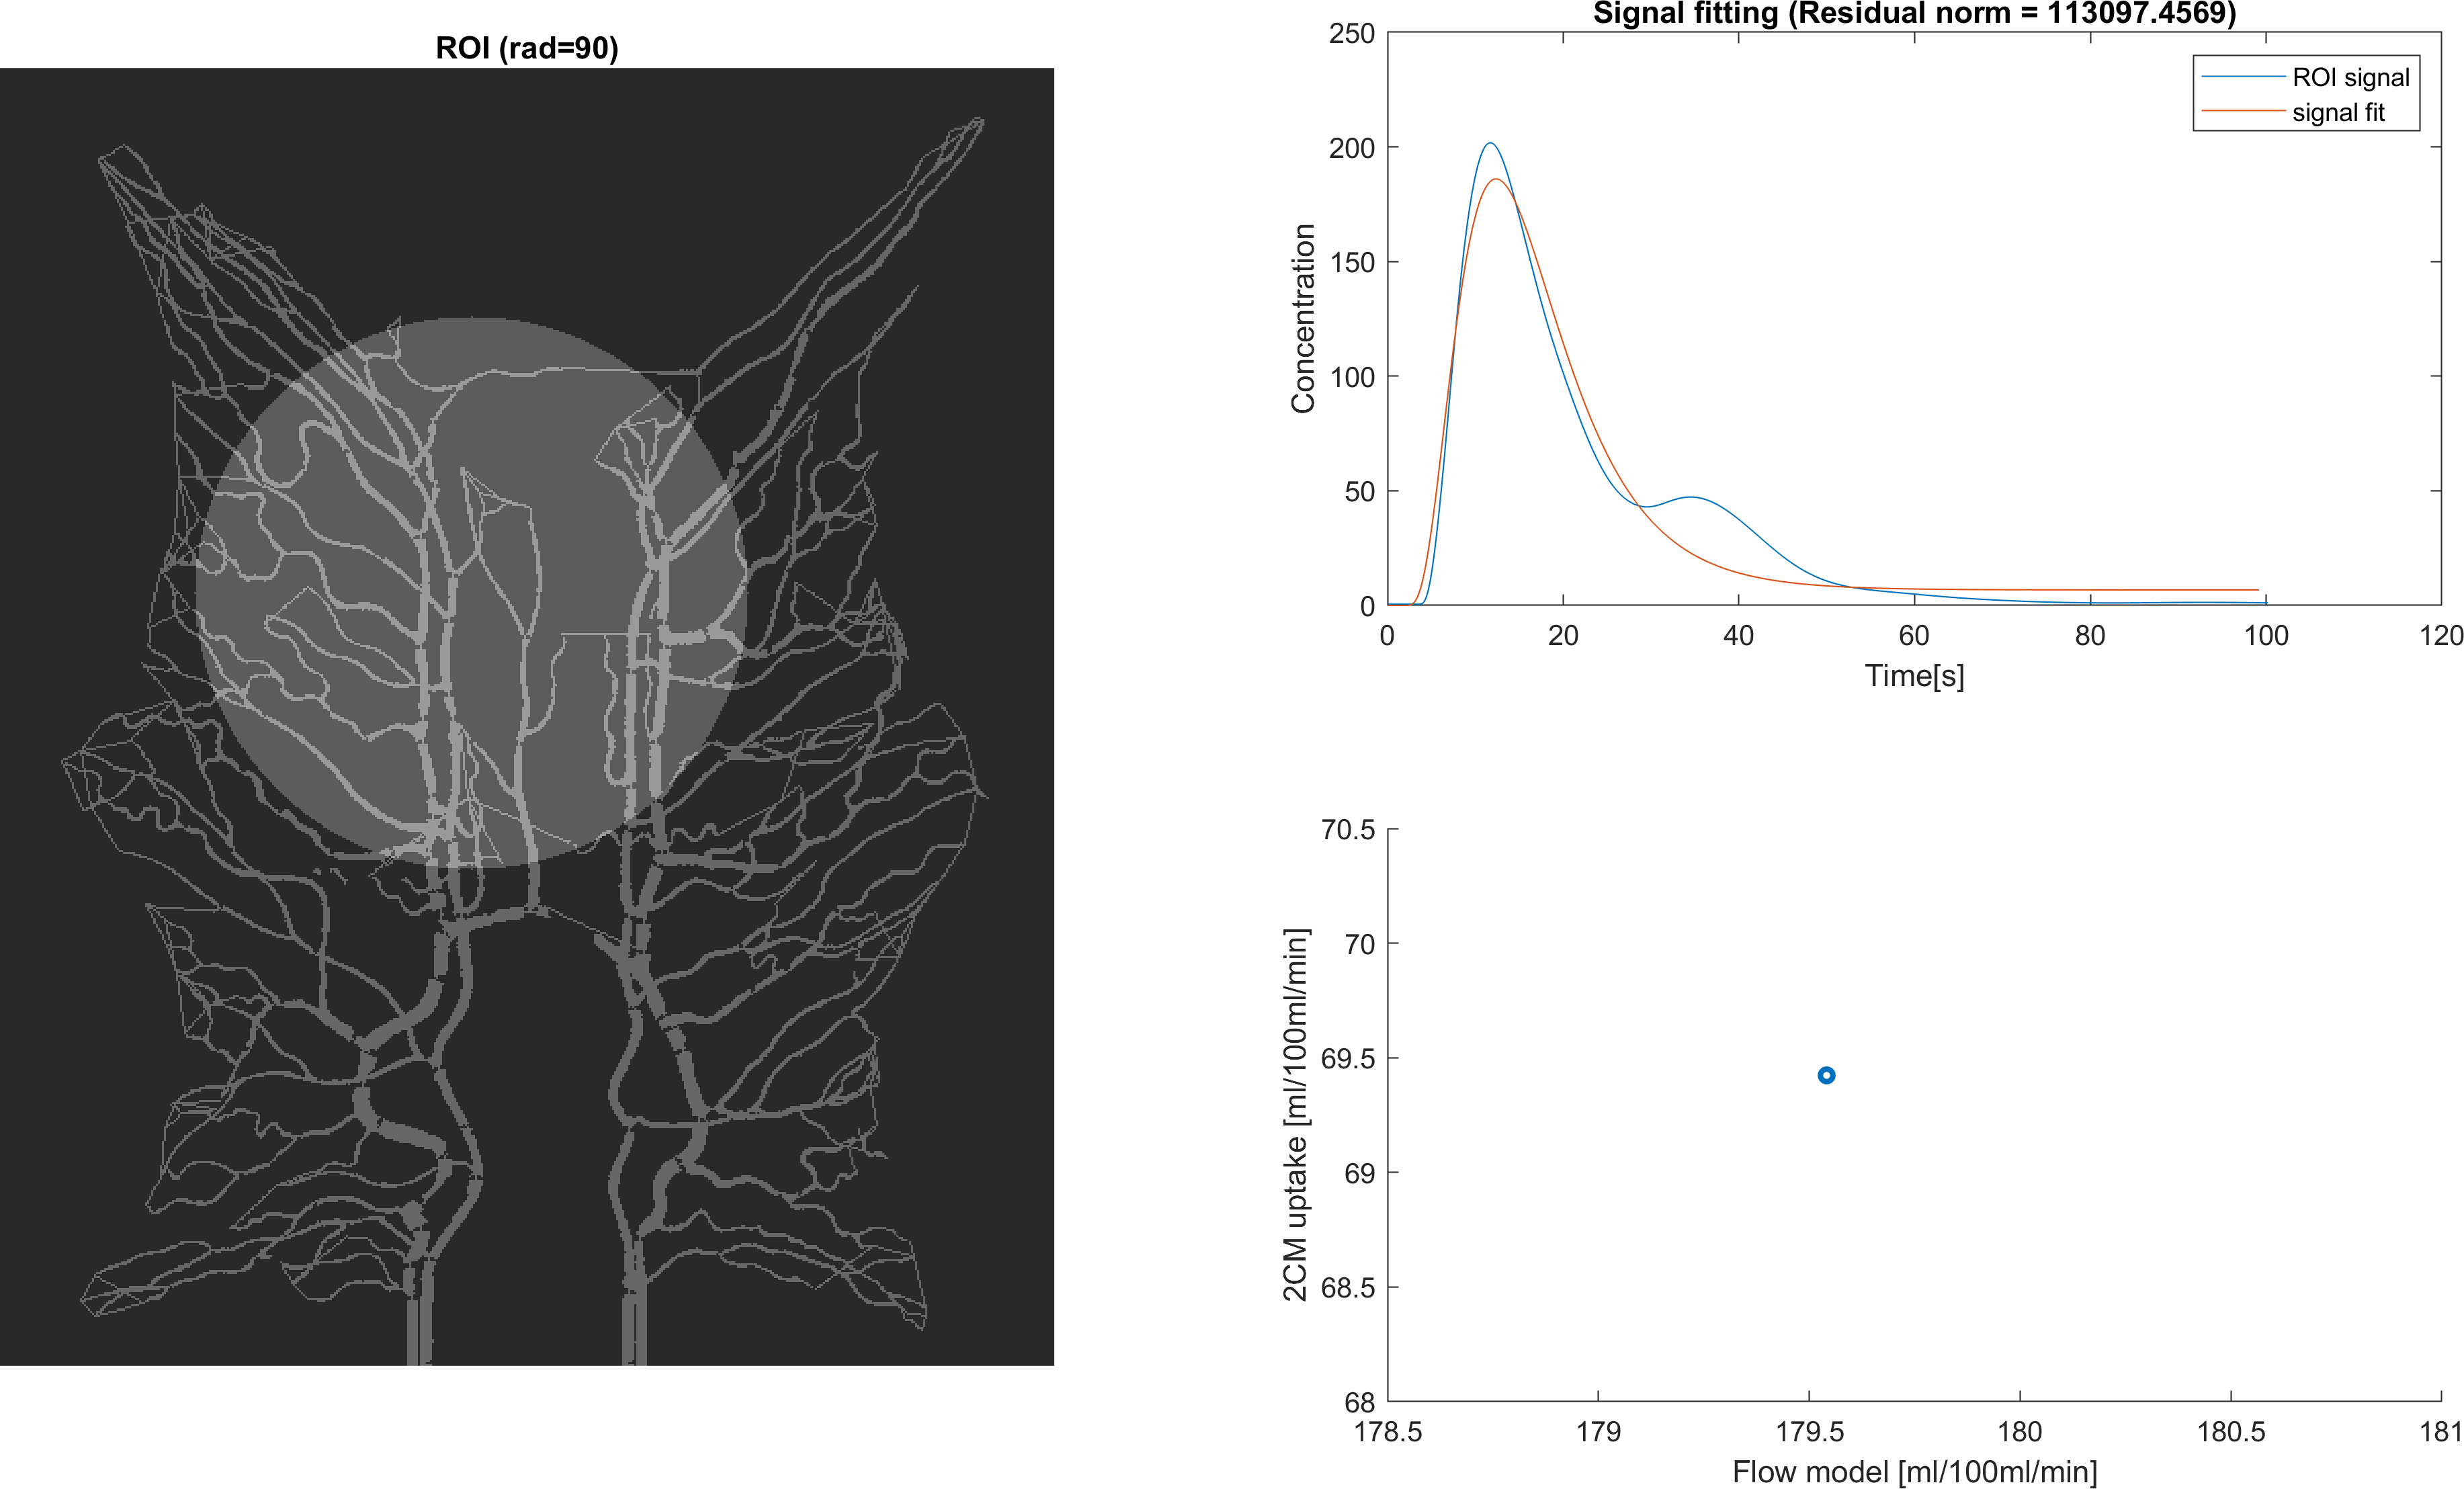 ROI (rad=90)
Signal fitting (Residual norm = 113097.4569)
250
200
150
100
50
0
Concentration
ROI signal
signal fit
0 20 40 60 80 100 120
Time[s]
70.5
70
69.5
69
68.5
68
2CM uptake [ml/100ml/min]
178.5 179 179.5 180 180.5 181
Flow model [ml/100ml/min]